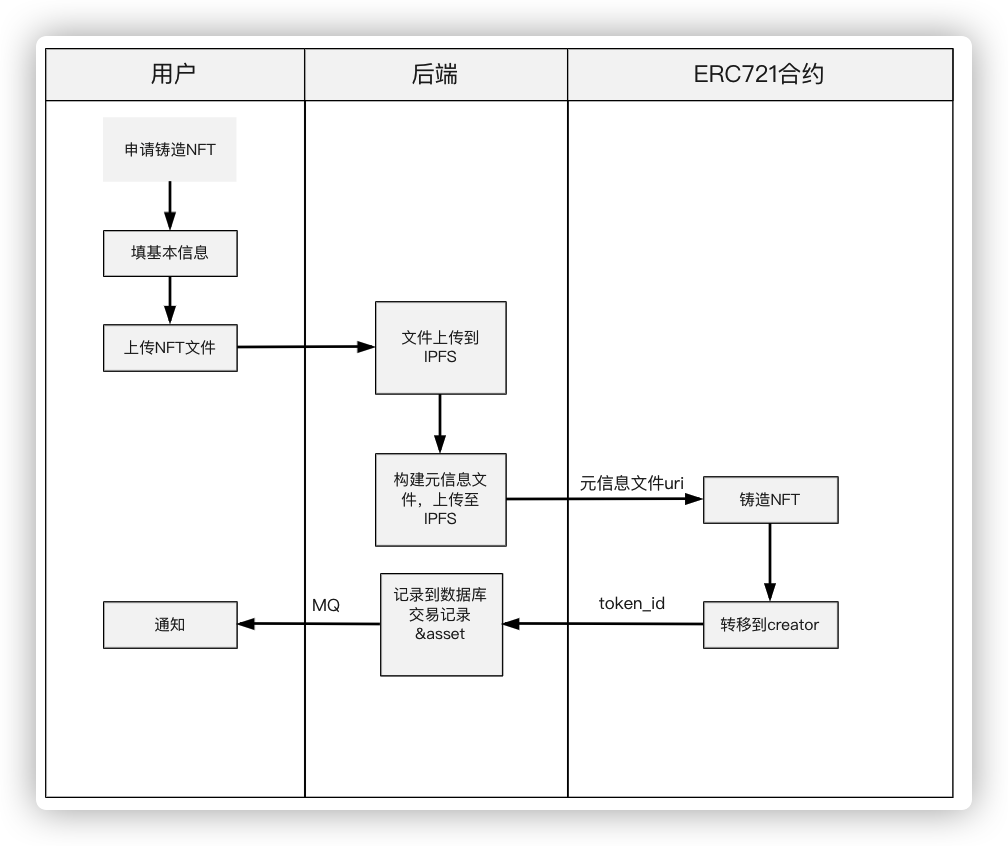 用户
后端
ERC721合约
申请铸造NFT
填基本信息
上传NFT文件
文件上传到
IPFS
构建元信息文
件，上传至
IPFS
元信息文件uri
铸造NFT
转移到creator
token_id
记录到数据库
交易记录
&asset
MQ
通知